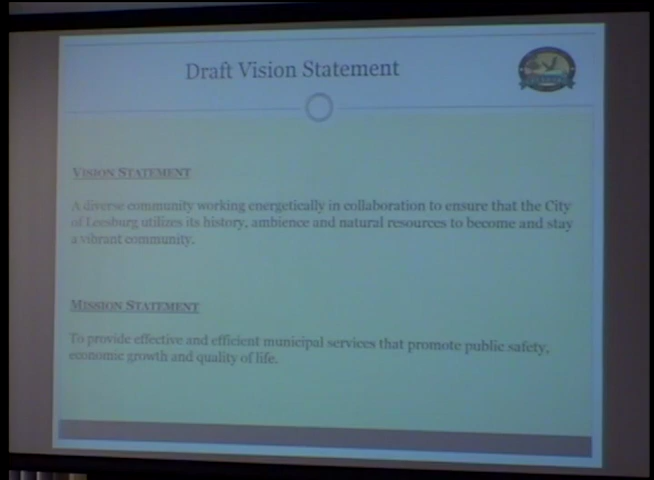 Draft Vision Statement
VISION STATEMENT
A diverse community working energetically in collaboration to ensure that the City
of Leesburg utilizes its history, ambience and natural resources to become and stay
a vibrant community.
MISSION STATEMENT
To provide effective and efficient municipal services that promote public safety,
economic growth and quality of life.